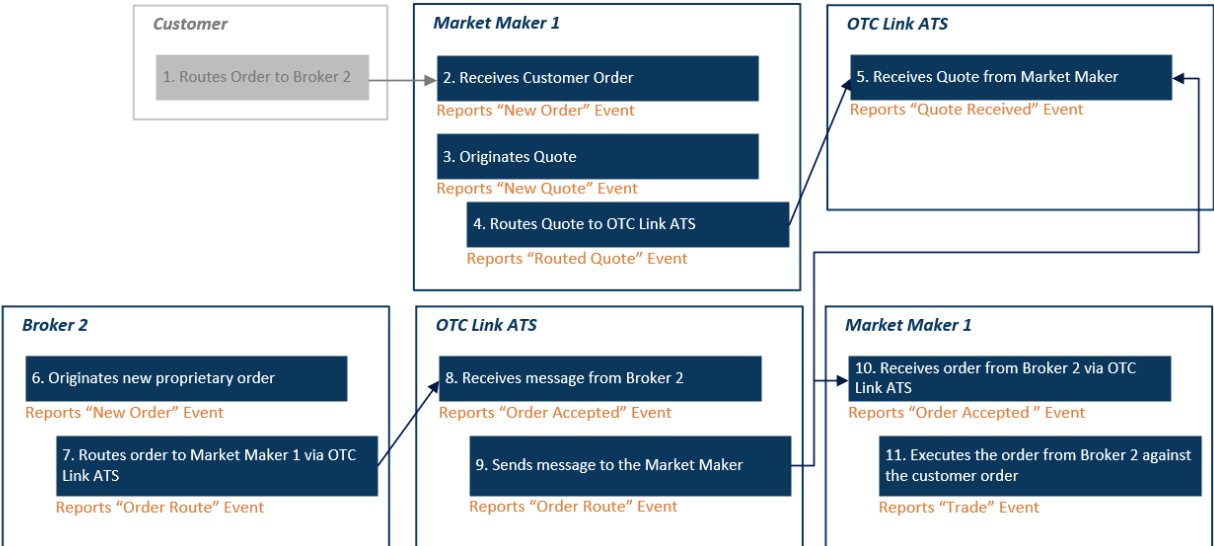 Customer
1. Routes Order to Broker 2
Market Maker 1
2. Receives Customer Order
Reports “New Order” Event
3. Originates Quote
Reports “New Quote” Event
4. Routes Quote to OTC Link ATS
Reports “Routed Quote” Event
OTC Link ATS
5. Receives Quote from Market Maker
Reports “Quote Received” Event
Broker 2
6. Originates new proprietary order
Reports “New Order” Event
7. Routes order to Market Maker 1 via OTC
Link ATS
Reports “Order Route” Event
OTC Link ATS
8. Receives message from Broker 2
Reports “Order Accepted” Event
9. Sends message to the Market Maker
Reports “Order Route” Event
Market Maker 1
10. Receives order from Broker 2 via OTC
Link ATS
Reports “Order Accepted ” Event
11. Executes the order from Broker 2 against
the customer order
Reports “Trade” Event